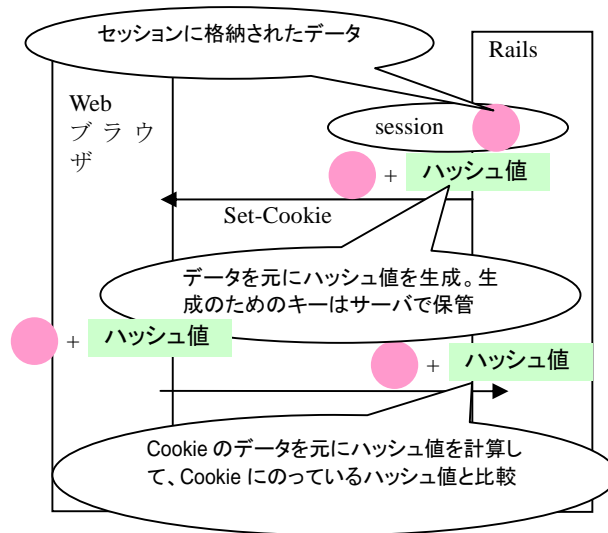 セッションに格納されたデータ
Rails
Web
ブラウ
ザ
session
+ ハッシュ値
Set-Cookie
データを元にハッシュ値を生成。生
成のためのキーはサーバで保管
+ ハッシュ値
+ ハッシュ値
Cookie のデータを元にハッシュ値を計算し
て、Cookie にのっているハッシュ値と比較